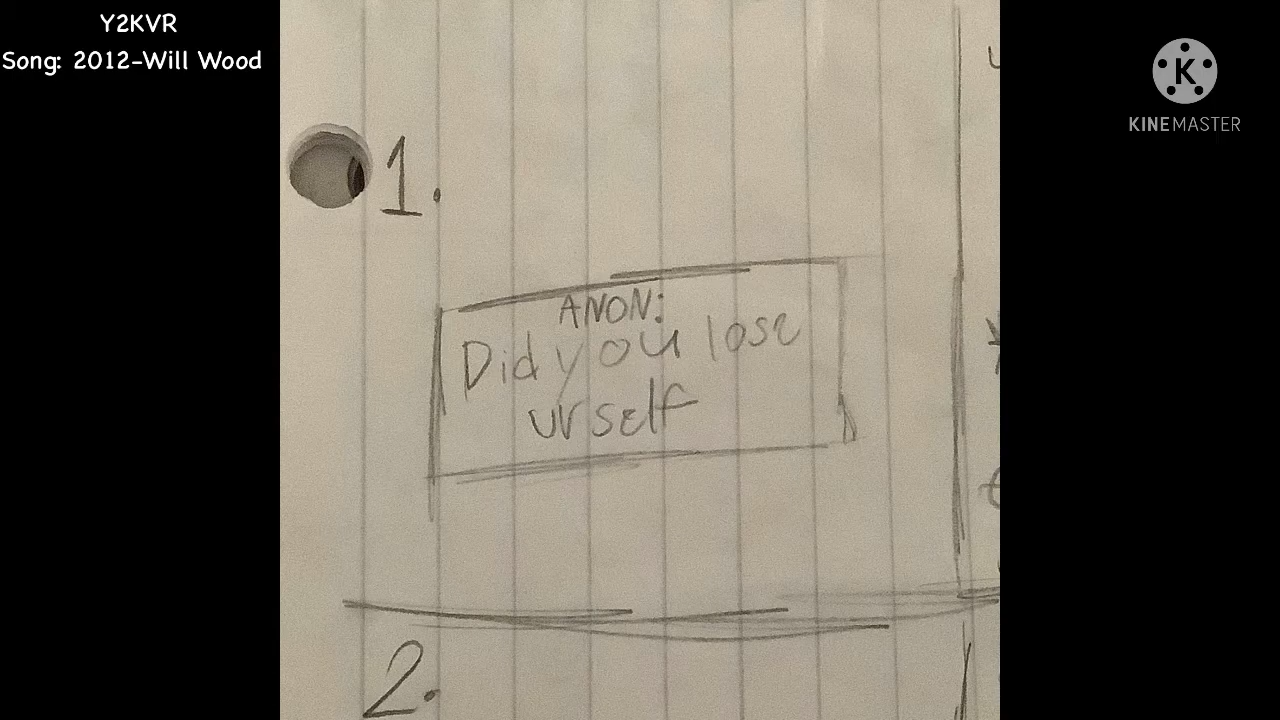 Y2KVR
Song: 2012-Will Wood
KINEMASTER
1.
ANON:
Did you lose
urself
2.